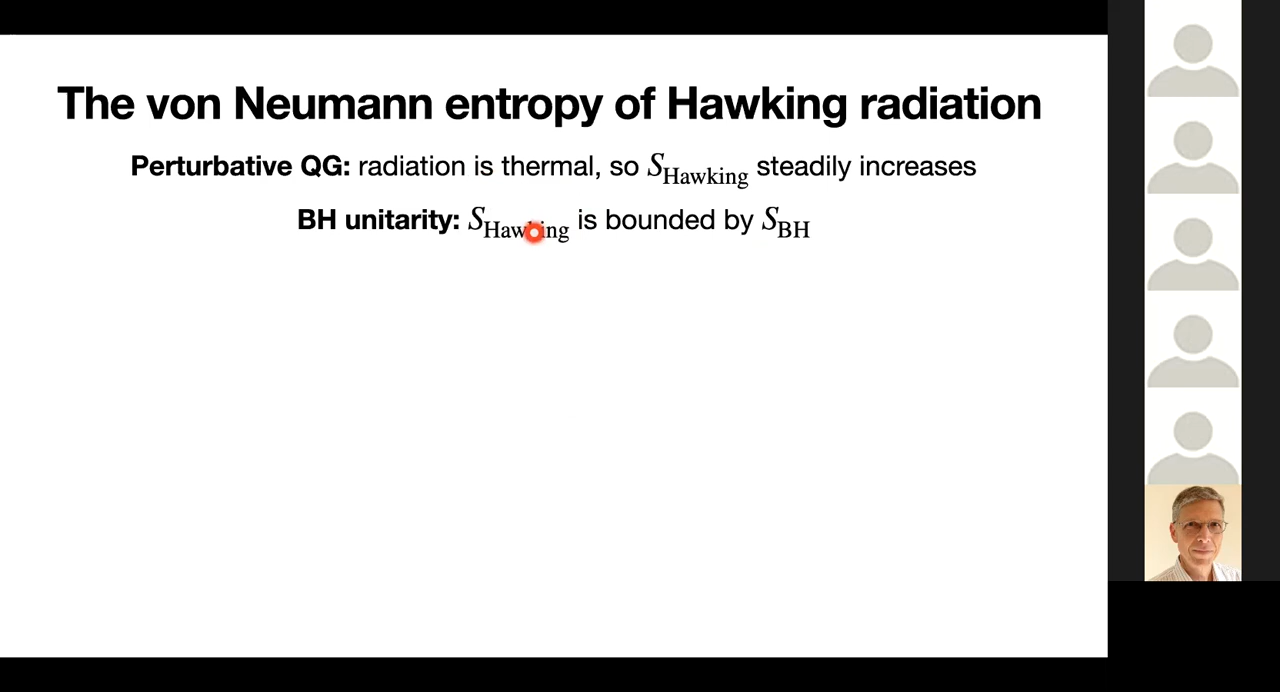 The von Neumann entropy of Hawking radiation
Perturbative QG: radiation is thermal, so S_Hawking steadily increases
BH unitarity: S_Hawking is bounded by S_BH